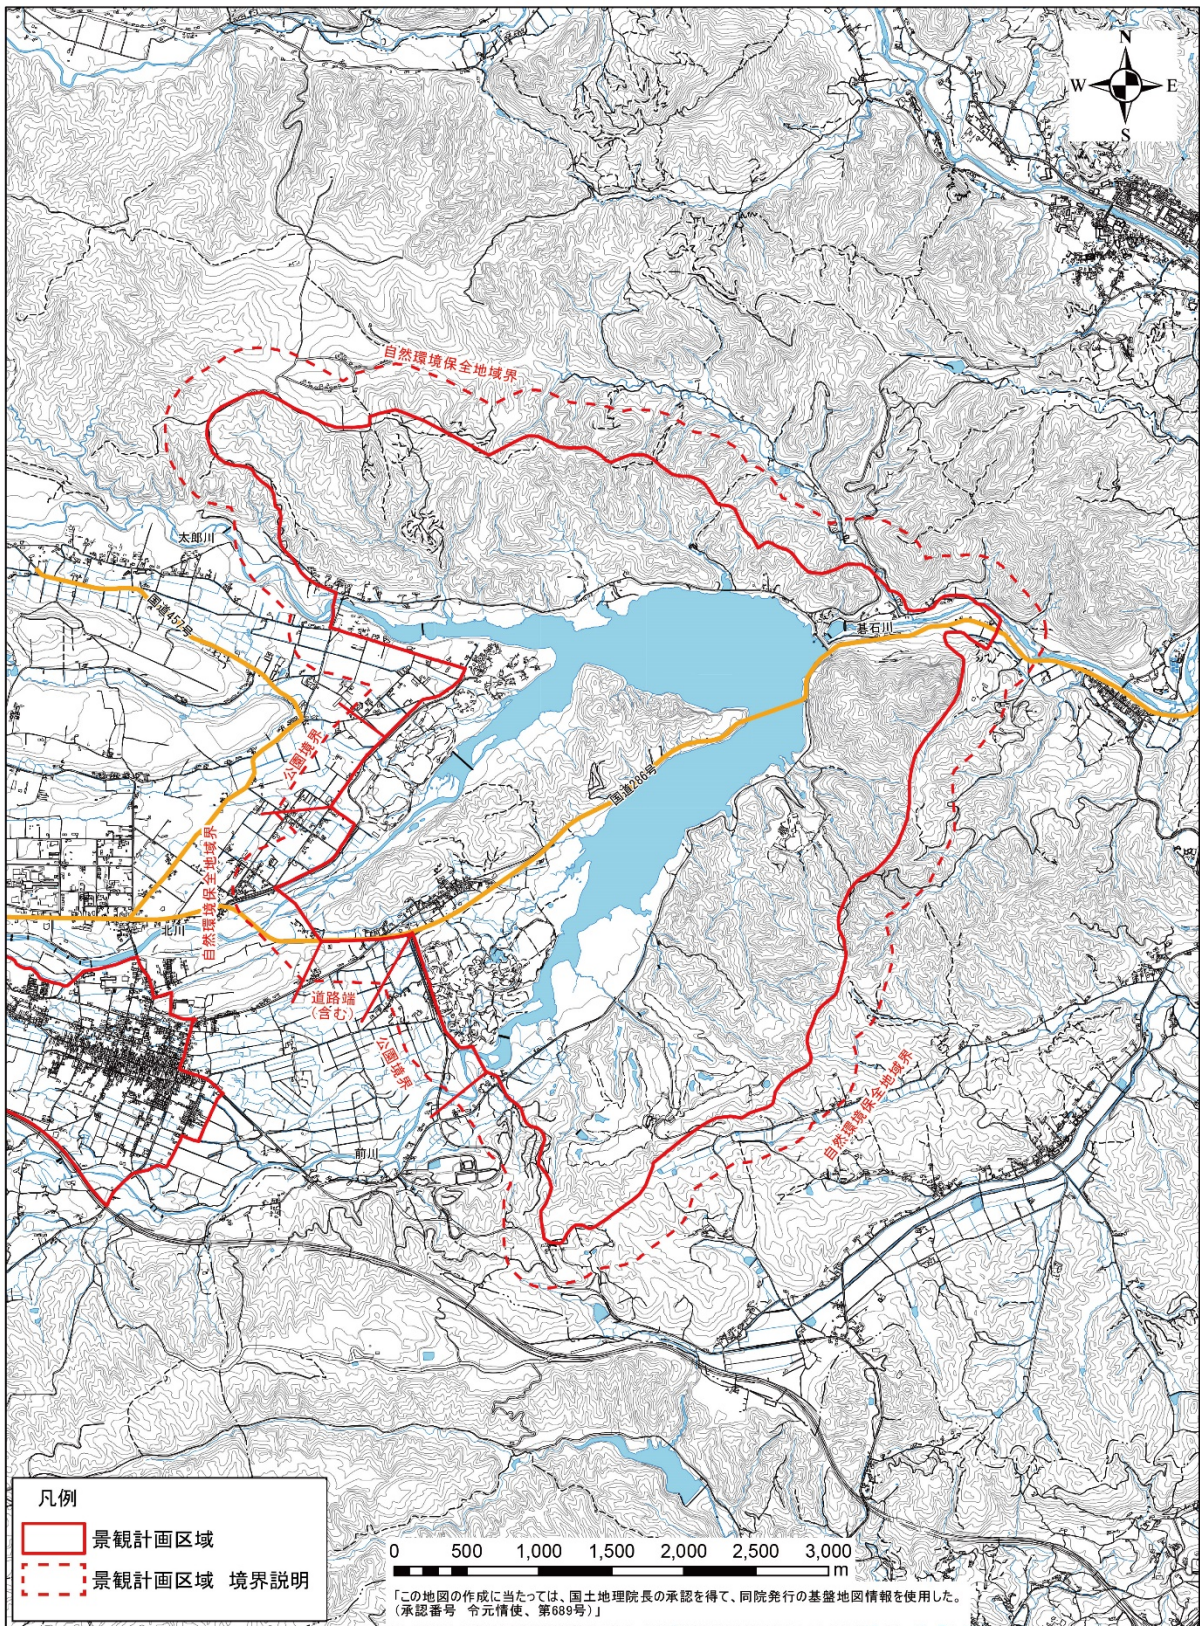 N
W
E
S
自然環境保全地域界
太郎川
国道457号
碁石川
公園境界
国道286号
自然環境保全地域界
北川
道路端
(含む)
公園境界
自然環境保全地域界
前川
凡例
景観計画区域
景観計画区域 境界説明
0 500 1,000 1,500 2,000 2,500 3,000
m
「この地図の作成に当たっては、国土地理院長の承認を得て、同院発行の基盤地図情報を使用した。
(承認番号 令元情使、第689号)」